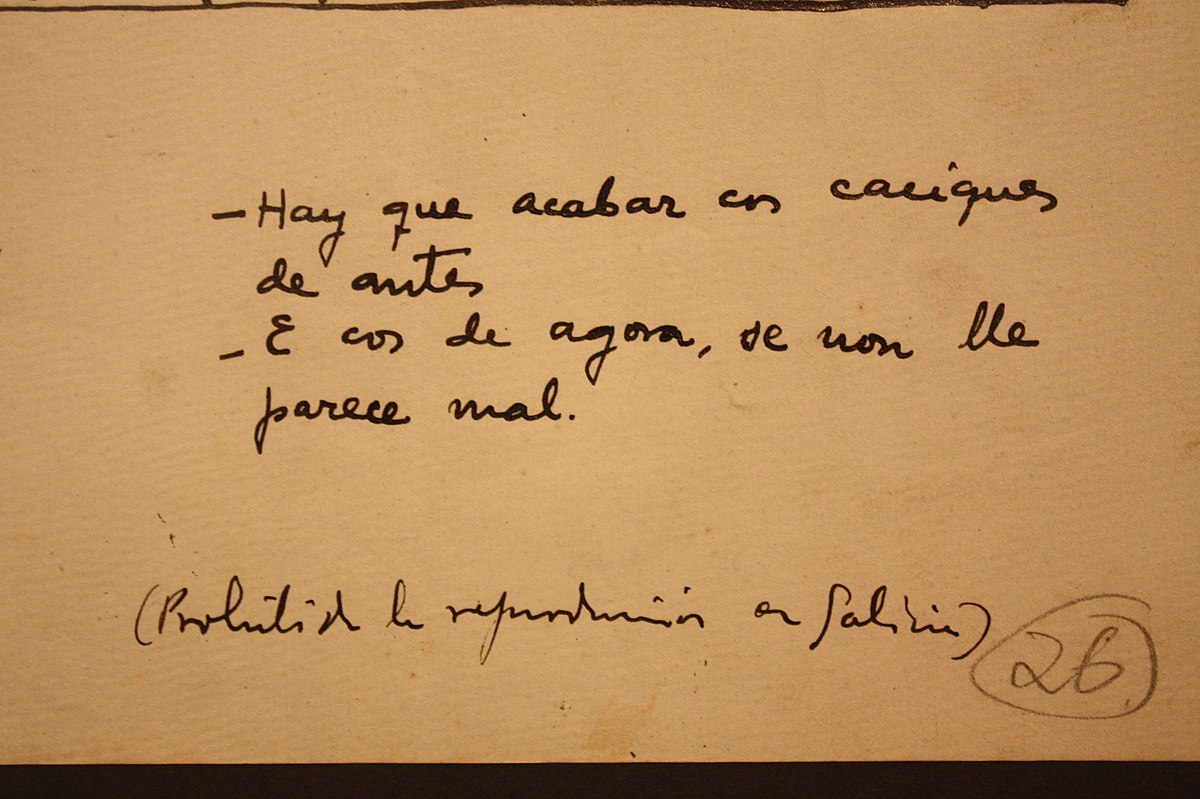 - Hay que acabar cos caciques
de antes
- E cos de agora, se non lle
parece mal.
(Prohibida la reproducción en Galicia)
26